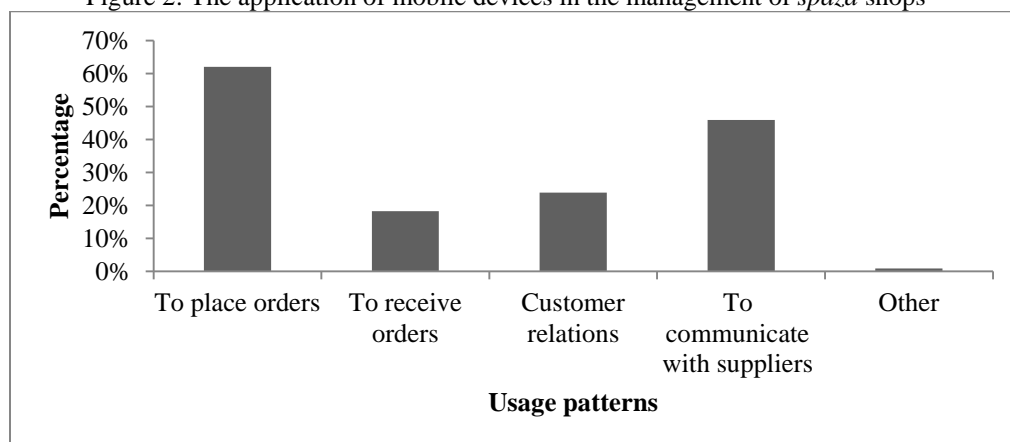 Figure 2: The application of mobile devices in the management of spaza shops
70%
60%
50%
40%
30%
20%
10%
0%
Percentage
To place orders
To receive
orders
Customer
relations
To
communicate
with suppliers
Other
Usage patterns